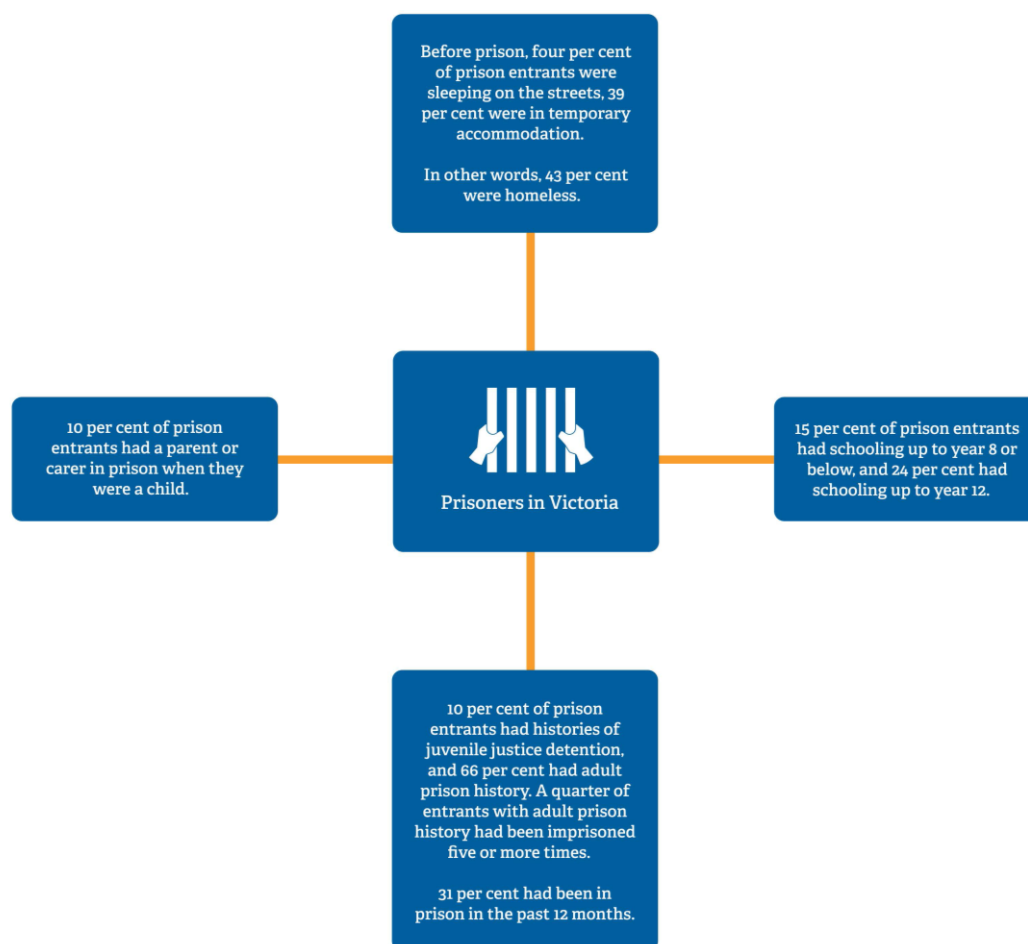 Before prison, four per cent
of prison entrants were
sleeping on the streets, 39
per cent were in temporary
accommodation.
In other words, 43 per cent
were homeless.
10 per cent of prison
entrants had a parent or
carer in prison when they
were a child.
Prisoners in Victoria
15 per cent of prison entrants
had schooling up to year 8 or
below, and 24 per cent had
schooling up to year 12.
10 per cent of prison
entrants had histories of
juvenile justice detention,
and 66 per cent had adult
prison history. A quarter of
entrants with adult prison
history had been imprisoned
five or more times.
31 per cent had been in
prison in the past 12 months.